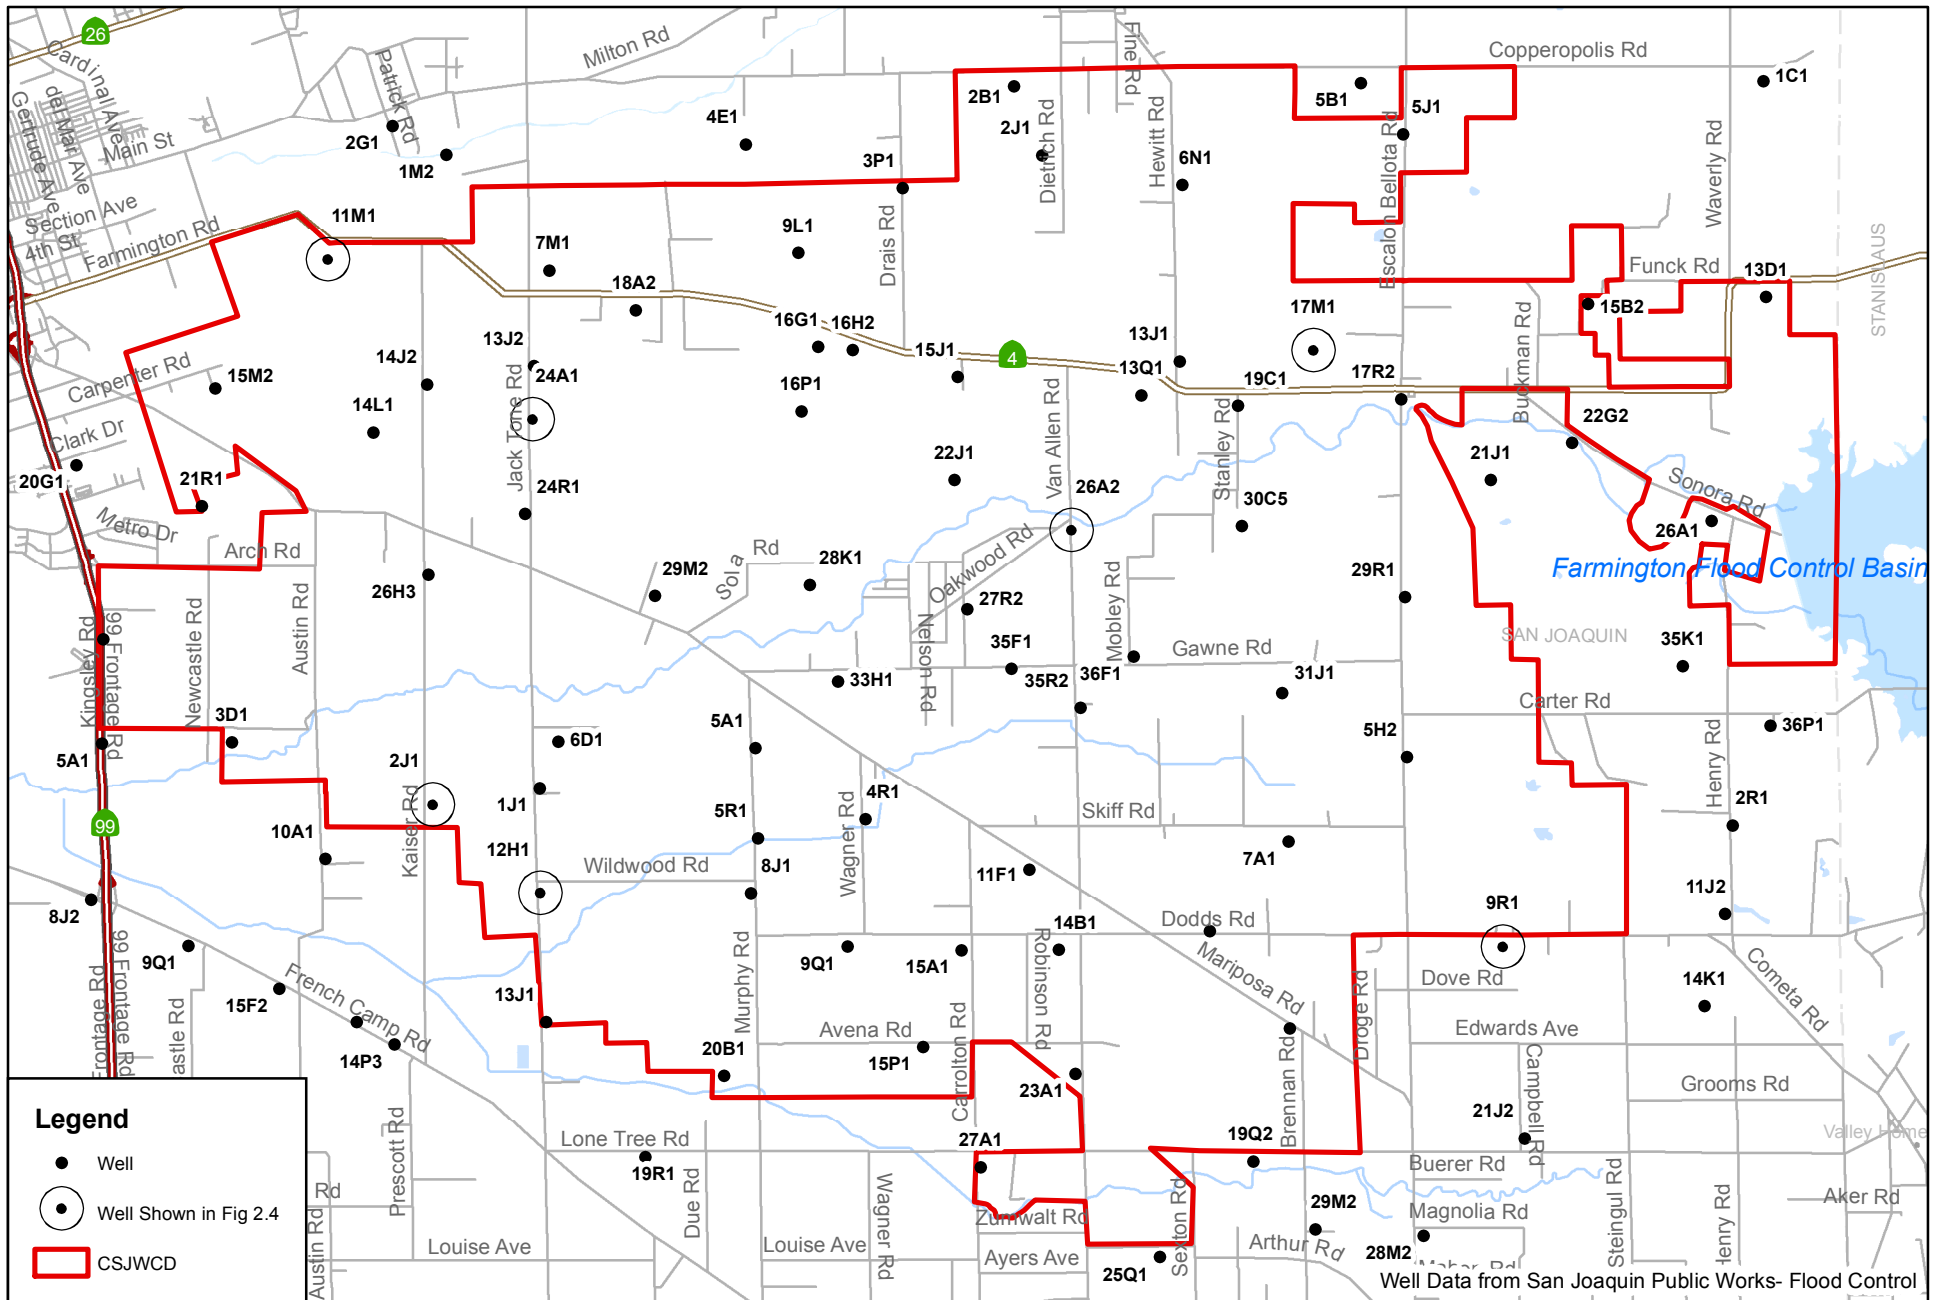 26
Cardinal Ave
del Mar Ave
Gertrude Ave
Patrick Rd
Milton Rd
Fine Rd
Copperopolis Rd
1C1
2B1
5B1
5J1
4E1
2J1
2G1
1M2
Main St
3P1
Dietrich Rd
Hewitt Rd
6N1
Escalon Bellota Rd
Waverly Rd
Section Ave
4th St
Farmington Rd
11M1
7M1
9L1
Drais Rd
STANISLAUS
Funck Rd
13D1
18A2
16G1
16H2
17M1
15B2
13J2
14J2
24A1
15J1
4
13J1
13Q1
19C1
17R2
Buckman Rd
Carpenter Rd
15M2
14L1
16P1
22G2
Clark Dr
20G1
21R1
Jack Tone Rd
24R1
22J1
Van Allen Rd
26A2
Stanley Rd
30C5
21J1
Sonora Rd
26A1
Metro Dr
Arch Rd
Farmington Flood Control Basin
26H3
29M2
Sola Rd
28K1
Oakwood Rd
27R2
Mobley Rd
29R1
Kingsley Rd
99 Frontage Rd
Newcastle Rd
Austin Rd
Nelson Rd
35F1
35R2
36F1
Gawne Rd
31J1
SAN JOAQUIN
35K1
33H1
3D1
5A1
6D1
5A1
Carter Rd
5H2
36P1
2J1
1J1
5R1
4R1
Skiff Rd
Henry Rd
2R1
99
10A1
Kaiser Rd
12H1
Wildwood Rd
8J1
Wagner Rd
11F1
7A1
11J2
8J2
9Q1
14B1
Dodds Rd
9R1
Frontage Rd
99 Frontage Rd
15F2
French Camp Rd
13J1
Murphy Rd
9Q1
15A1
Robinson Rd
Mariposa Rd
Dove Rd
14K1
Cometa Rd
astle Rd
14P3
20B1
Avena Rd
15P1
Carrolton Rd
23A1
Brennan Rd
Droge Rd
Edwards Ave
Campbell Rd
Grooms Rd
Legend
Well
Well Shown in Fig 2.4
CSJWCD
Prescott Rd
Rd
Austin Rd
Lone Tree Rd
19R1
Due Rd
27A1
19Q2
21J2
Valley Home
Buerer Rd
Wagner Rd
Zumwalt Rd
Sexton Rd
29M2
Magnolia Rd
Steingul Rd
Henry Rd
Aker Rd
Louise Ave
Louise Ave
Ayers Ave
25Q1
Arthur Rd
28M2
Well Data from San Joaquin Public Works- Flood Control